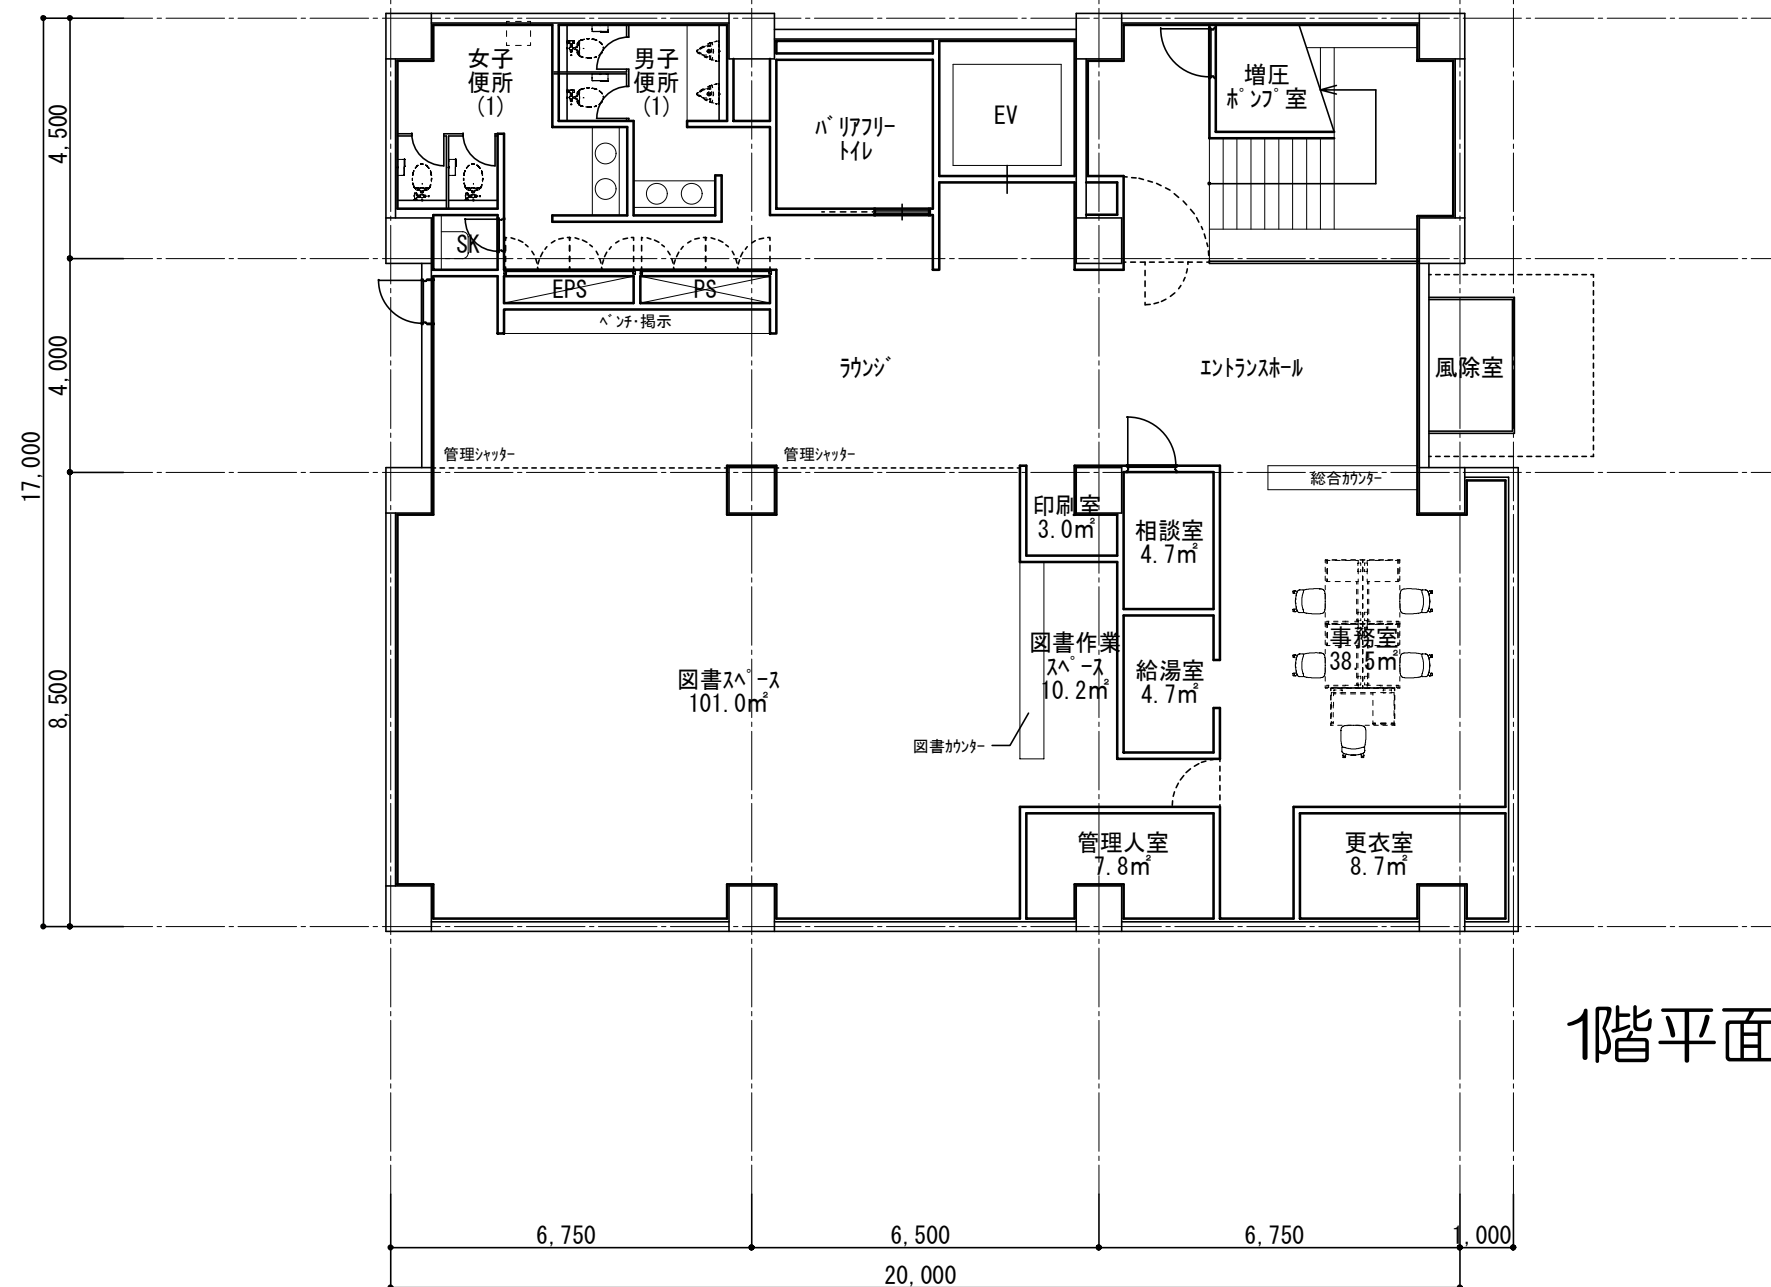 女子
便所
(1)
男子
便所
(1)
バリアフリー
トイレ
EV
増圧
ポンプ室
4,500
SK
EPS
PS
ベンチ・掲示
4,000
ラウンジ
エントランスホール
風除室
17,000
管理シャッター
管理シャッター
総合カウンター
印刷室
3.0㎡
相談室
4.7㎡
図書作業
スペース
10.2㎡
給湯室
4.7㎡
事務室
38.5㎡
図書スペース
101.0㎡
8,500
図書カウンター
管理人室
7.8㎡
更衣室
8.7㎡
1階平面
6,750
6,500
6,750
1,000
20,000